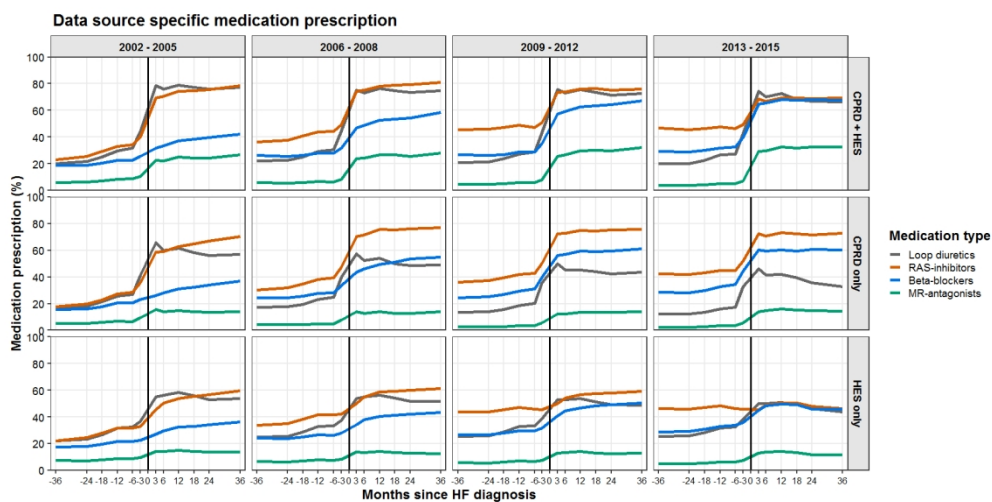 Data source specific medication prescription
2002 - 2005 2006 - 2008 2009 - 2012 2013 - 2015
100
80
60
40
20
0
CPRD + HES
100
80
60
40
20
0
CPRD only
100
80
60
40
20
0
HES only
Medication prescription (%)
-36 -24 -18 -12 -6 -3 0 3 6 12 18 24 36 -36 -24 -18 -12 -6 -3 0 3 6 12 18 24 36 -36 -24 -18 -12 -6 -3 0 3 6 12 18 24 36 -36 -24 -18 -12 -6 -3 0 3 6 12 18 24 36
Months since HF diagnosis
Medication type
Loop diuretics
RAS-inhibitors
Beta-blockers
MR-antagonists